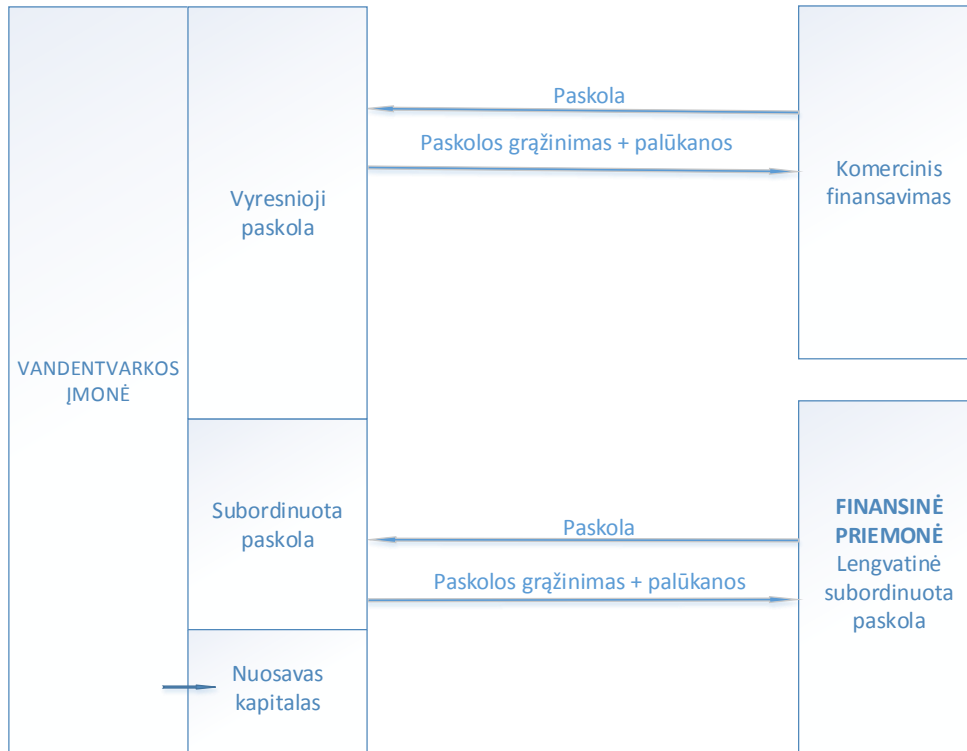 Paskola
Paskolos grąžinimas + palūkanos
Vyresnioji
paskola
Komercinis
finansavimas
VANDENTVARKOS
ĮMONĖ
Subordinuota
paskola
Paskola
Paskolos grąžinimas + palūkanos
FINANSINĖ
PRIEMONĖ
Lengvatinė
subordinuota
paskola
Nuosavas
kapitalas